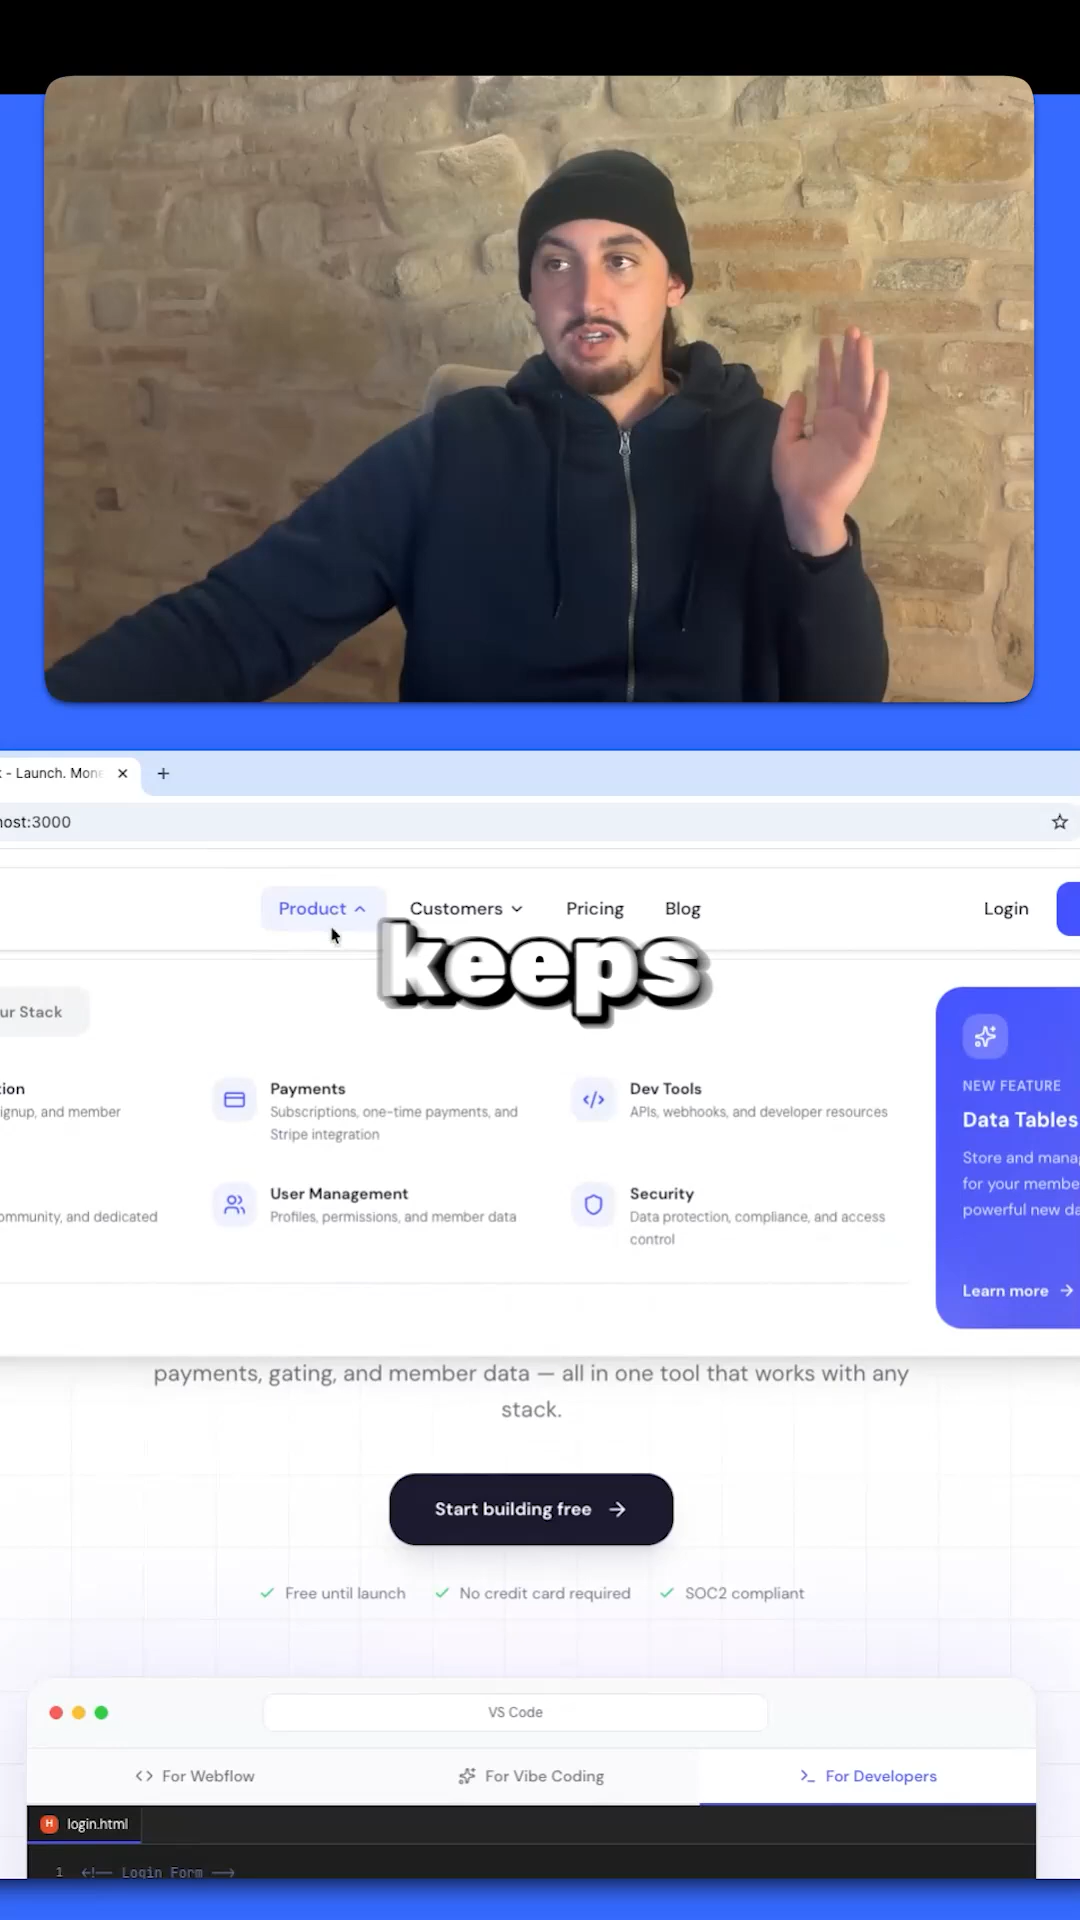 - Launch. Mon
ost:3000
Product
Customers
Pricing
Blog
Login
keeps
ur Stack
tion
ignup, and member
Payments
Subscriptions, one-time payments, and
Stripe integration
Dev Tools
APIs, webhooks, and developer resources
ommunity, and dedicated
User Management
Profiles, permissions, and member data
Security
Data protection, compliance, and access
control
NEW FEATURE
Data Tables
Store and mana
for your membe
powerful new da
Learn more →
payments, gating, and member data — all in one tool that works with any
stack.
Start building free →
✓ Free until launch
✓ No credit card required
✓ SOC2 compliant
VS Code
<> For Webflow
For Vibe Coding
>_ For Developers
H login.html
1 <!-- Login Form -->